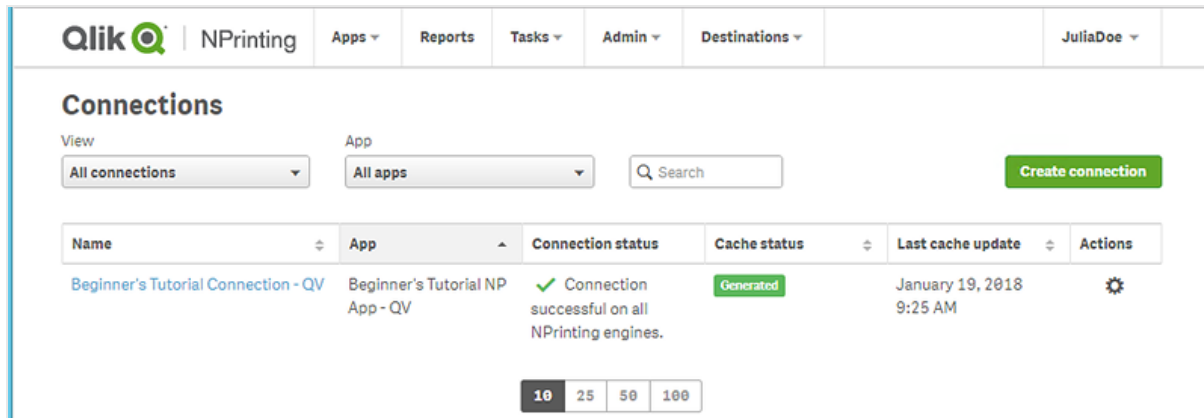 Qlik NPrinting Apps Reports Tasks Admin Destinations JuliaDoe
Connections
View App
All connections All apps Search Create connection
Name App Connection status Cache status Last cache update Actions
Beginner's Tutorial Connection - QV Beginner's Tutorial NP Connection Generated January 19, 2018
App - QV successful on all 9:25 AM
NPrinting engines.
10 25 50 100